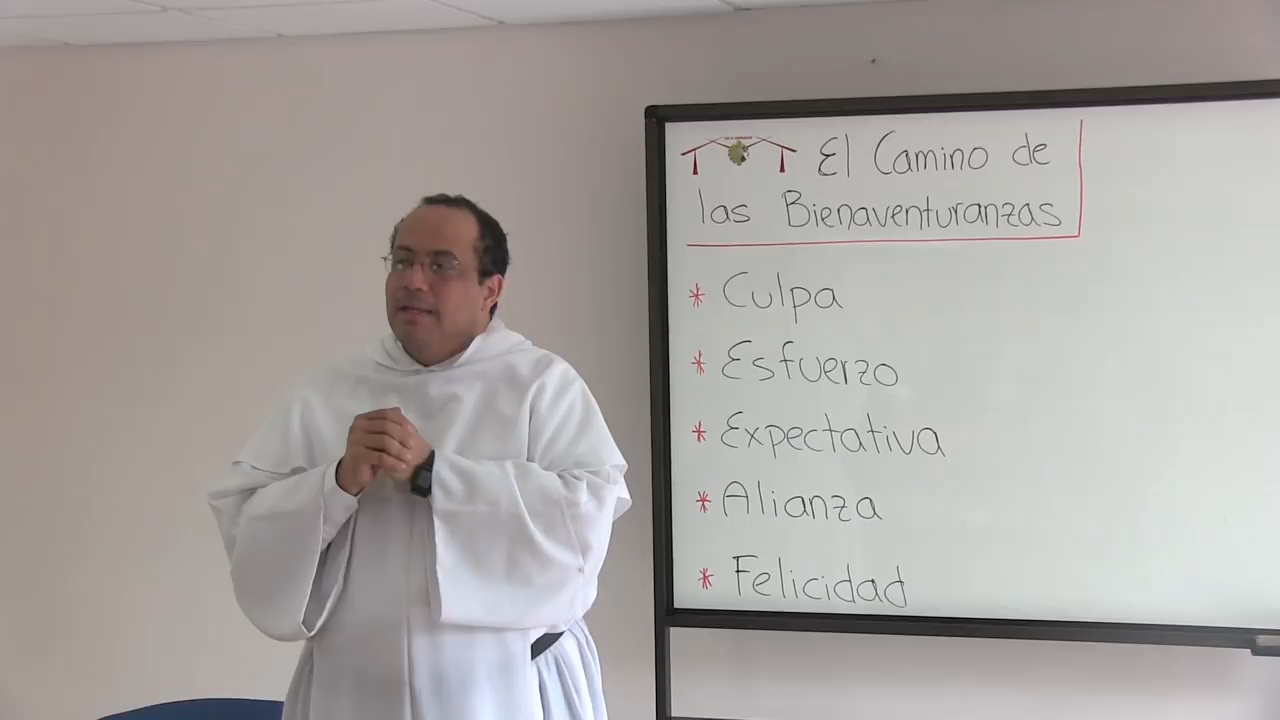 El Camino de
las Bienaventuranzas
* Culpa
* Esfuerzo
* Expectativa
* Alianza
* Felicidad